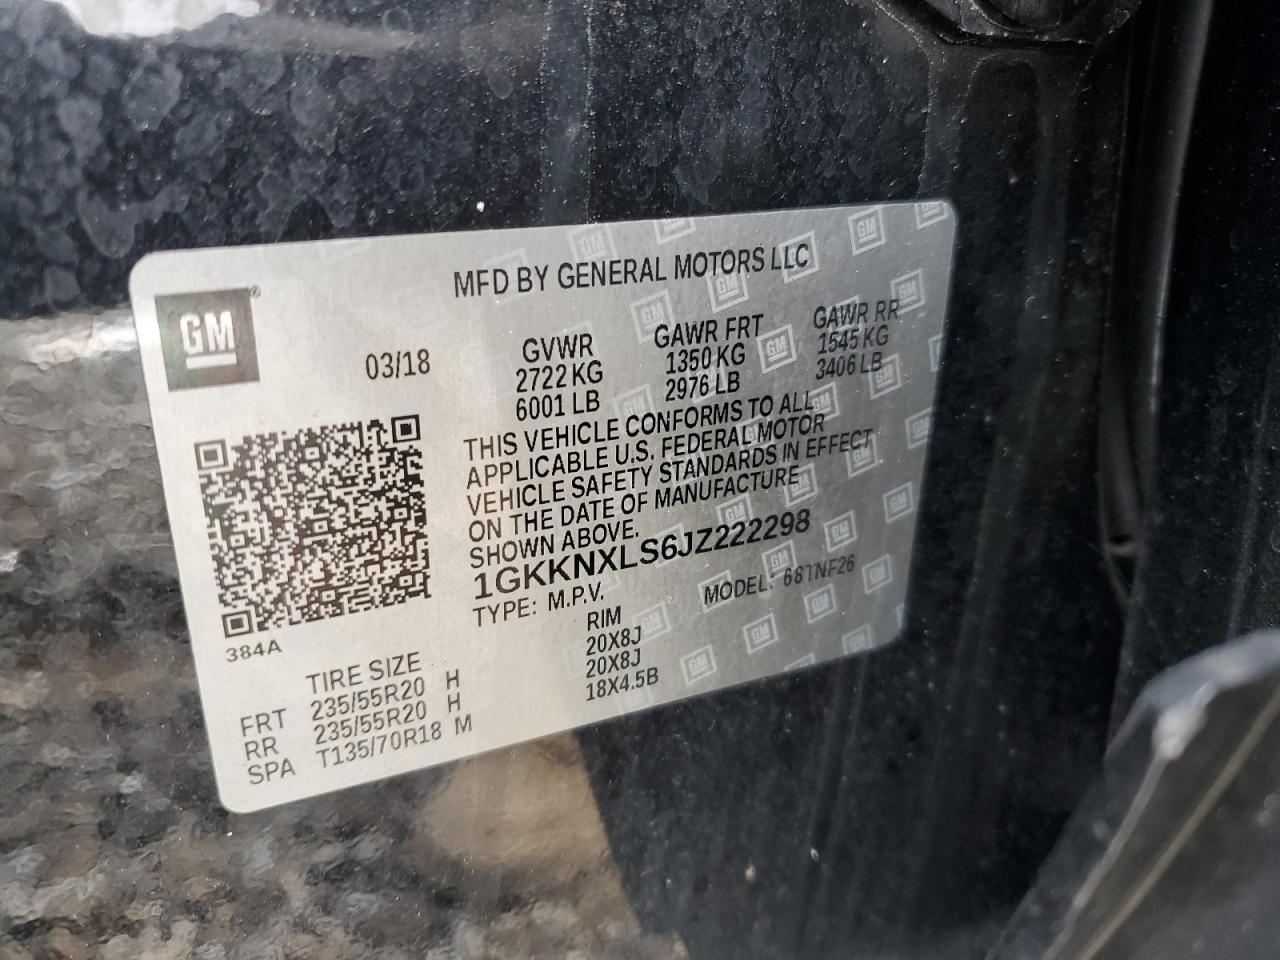 MFD BY GENERAL MOTORS LLC
GM ®
03/18
GVWR GAWR FRT GAWR RR
2722 KG 1350 KG 1545 KG
6001 LB 2976 LB 3406 LB
THIS VEHICLE CONFORMS TO ALL
APPLICABLE U.S. FEDERAL MOTOR
VEHICLE SAFETY STANDARDS IN EFFECT
ON THE DATE OF MANUFACTURE
SHOWN ABOVE.
1GKKNXLS6JZ222298
TYPE: M.P.V. MODEL: 681NF26
384A
TIRE SIZE RIM
FRT 235/55R20 H 20X8J
RR 235/55R20 H 20X8J
SPA T135/70R18 M 18X4.5B